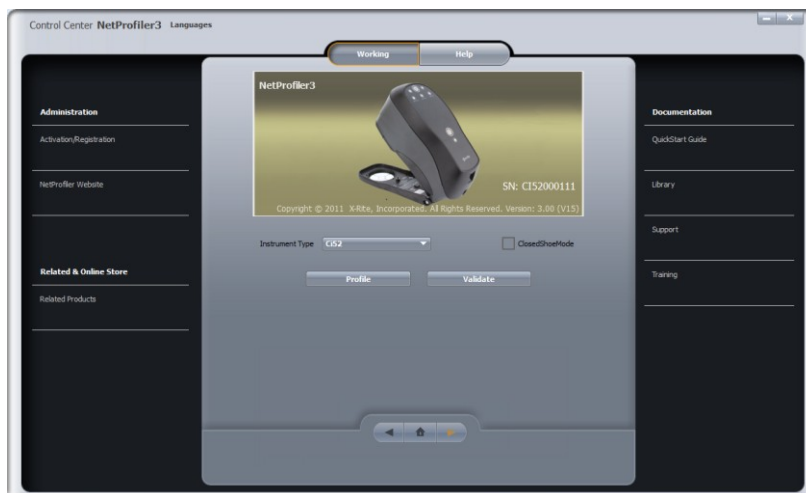 Control Center NetProfiler3 Languages
Working Help
Administration
Activation/Registration
NetProfiler Website
Related & Online Store
Related Products
NetProfiler3
SN: CI52000111
Copyright © 2011 X-Rite, Incorporated. All Rights Reserved. Version: 3.00 (V15)
Instrument Type Ci52 ClosedShoeMode
Profile Validate
Documentation
QuickStart Guide
Library
Support
Training